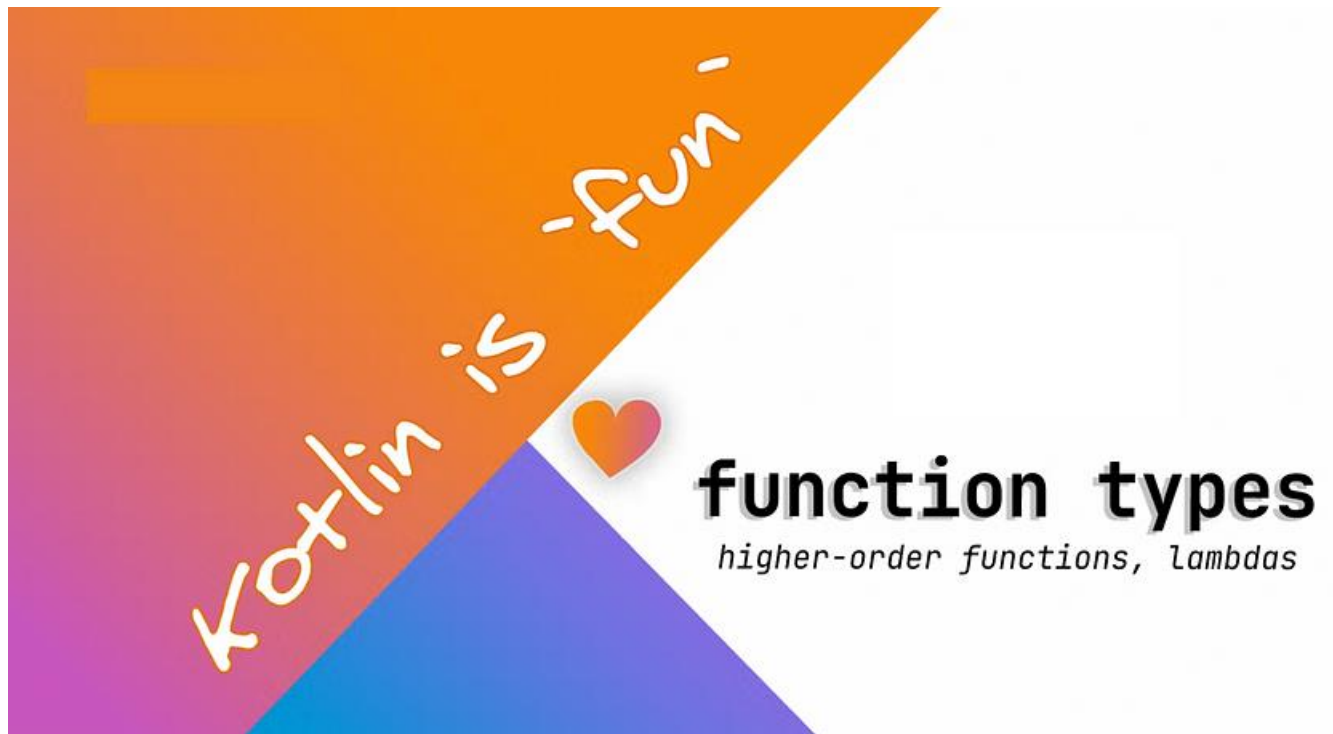 Kotlin is -fun-
function types
higher-order functions, lambdas